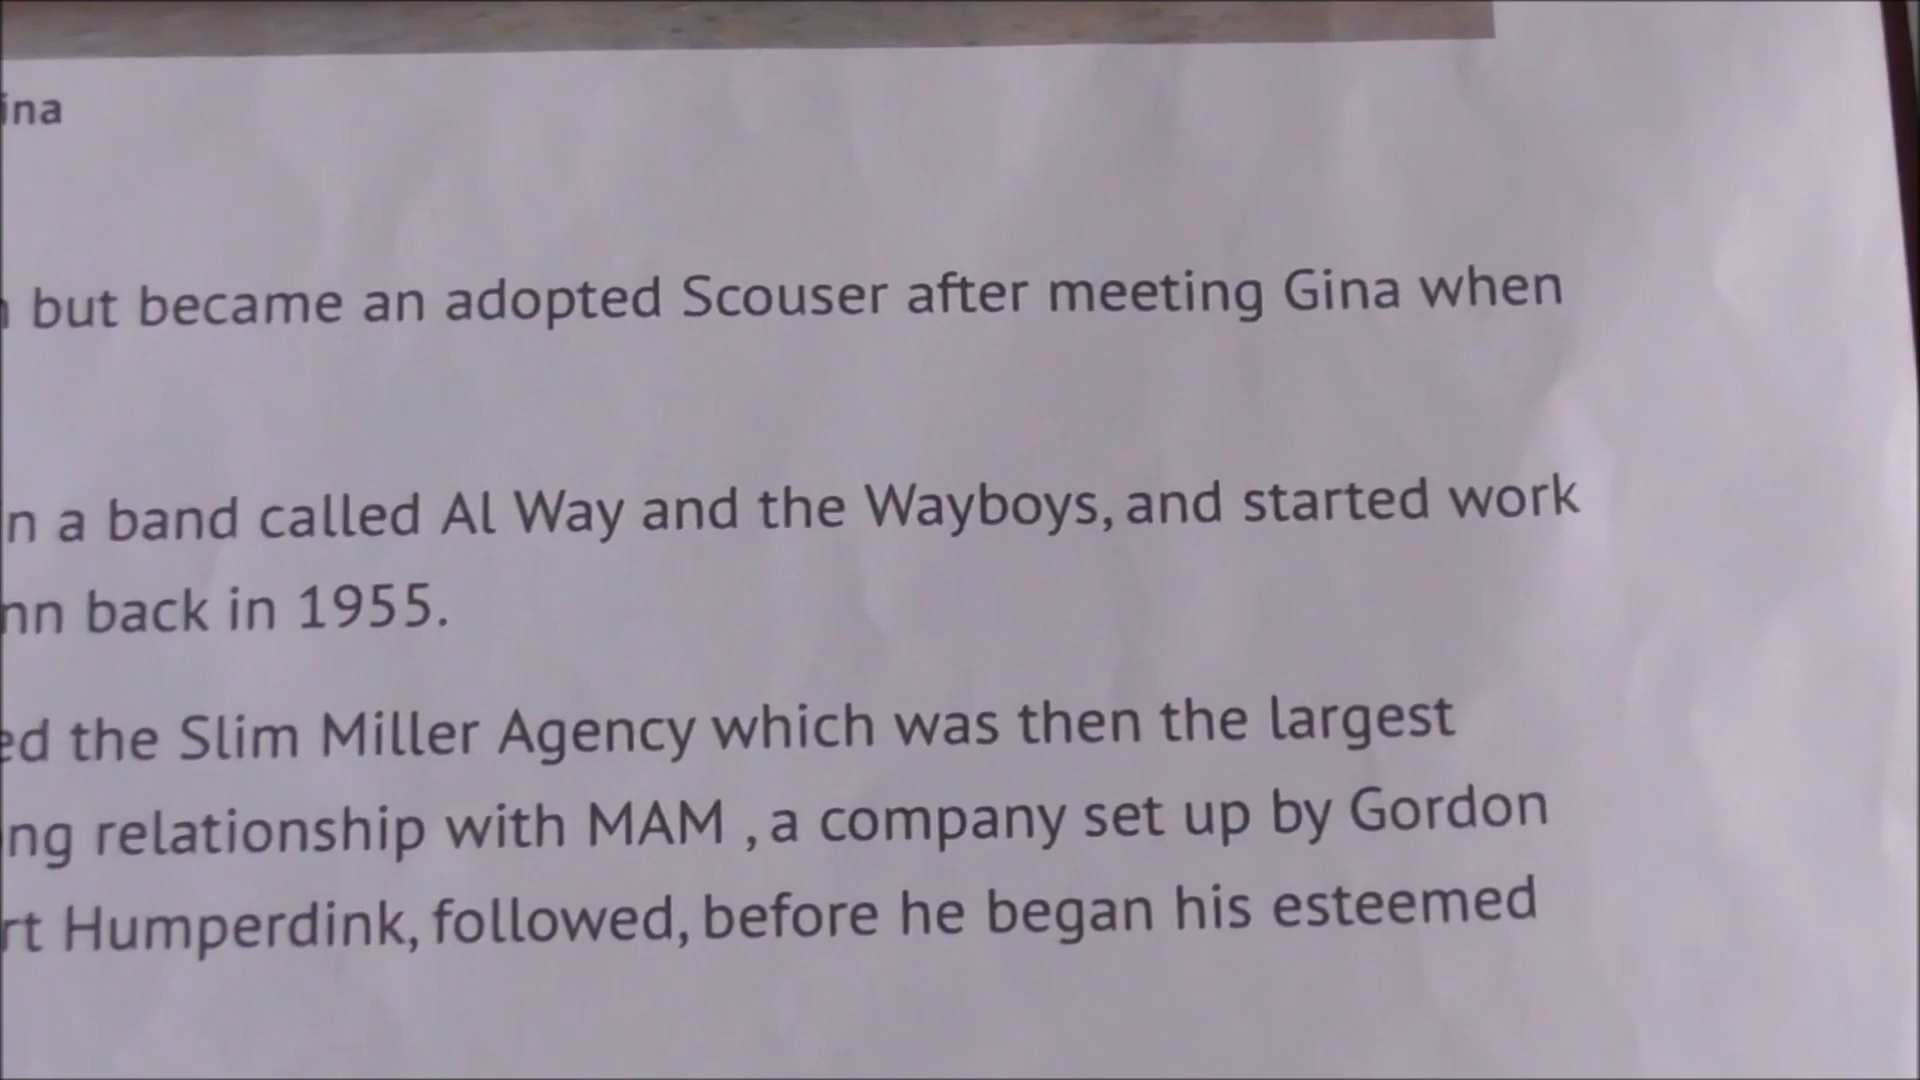 ina
but became an adopted Scouser after meeting Gina when
n a band called Al Way and the Wayboys, and started work
nn back in 1955.
ed the Slim Miller Agency which was then the largest
ng relationship with MAM , a company set up by Gordon
rt Humperdink, followed, before he began his esteemed